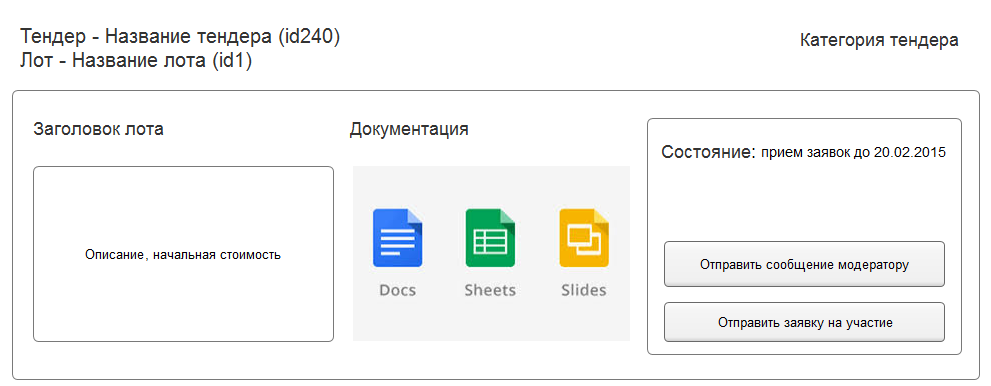 Тендер - Название тендера (id240)
Лот - Название лота (id1)
Категория тендера
Заголовок лота
Документация
Описание, начальная стоимость
Docs
Sheets
Slides
Состояние: прием заявок до 20.02.2015
Отправить сообщение модератору
Отправить заявку на участие